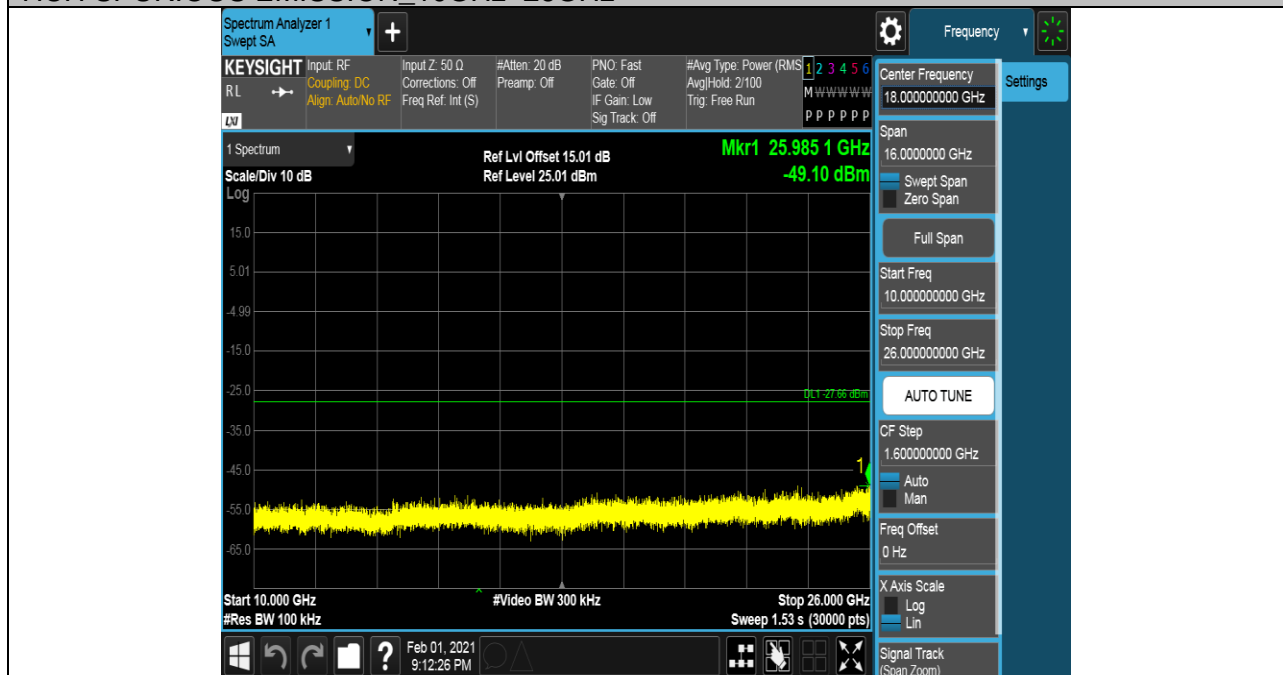 Spectrum Analyzer 1
Swept SA
+
Frequency
KEYSIGHT
RL
LXI
Input: RF
Coupling: DC
Align: Auto/No RF
Input Z: 50 Ω
Corrections: Off
Freq Ref: Int (S)
#Atten: 20 dB
Preamp: Off
PNO: Fast
Gate: Off
IF Gain: Low
Sig Track: Off
#Avg Type: Power (RMS
Avg|Hold: 2/100
Trig: Free Run
1 2 3 4 5 6
M W W W W W
P P P P P P
1 Spectrum
Scale/Div 10 dB
Log
Ref Lvl Offset 15.01 dB
Ref Level 25.01 dBm
Mkr1 25.985 1 GHz
-49.10 dBm
15.0
5.01
-4.99
-15.0
-25.0
DL1 -27.66 dBm
-35.0
-45.0
1
-55.0
-65.0
Start 10.000 GHz
#Res BW 100 kHz
#Video BW 300 kHz
Stop 26.000 GHz
Sweep 1.53 s (30000 pts)
Feb 01, 2021
9:12:26 PM
?
Center Frequency
18.000000000 GHz
Settings
Span
16.0000000 GHz
Swept Span
Zero Span
Full Span
Start Freq
10.000000000 GHz
Stop Freq
26.000000000 GHz
AUTO TUNE
CF Step
1.600000000 GHz
Auto
Man
Freq Offset
0 Hz
X Axis Scale
Log
Lin
Signal Track
(Span Zoom)